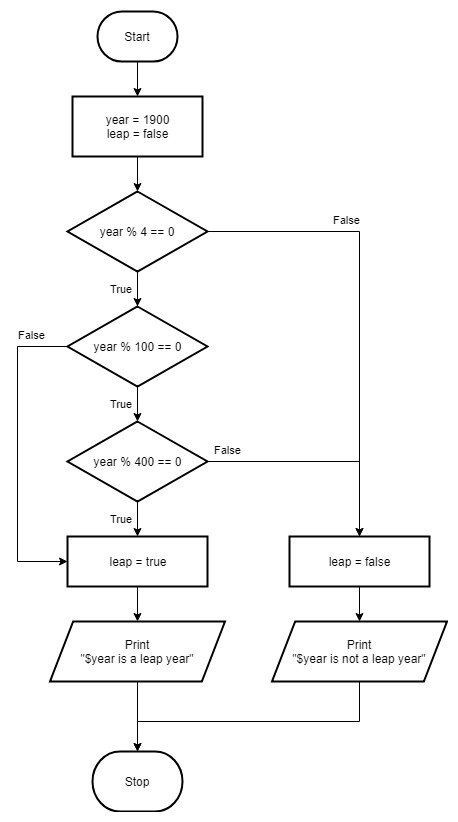 Start
year = 1900
leap = false
year % 4 == 0
False
True
year % 100 == 0
False
True
year % 400 == 0
False
True
leap = true
leap = false
Print
"$year is a leap year"
Print
"$year is not a leap year"
Stop